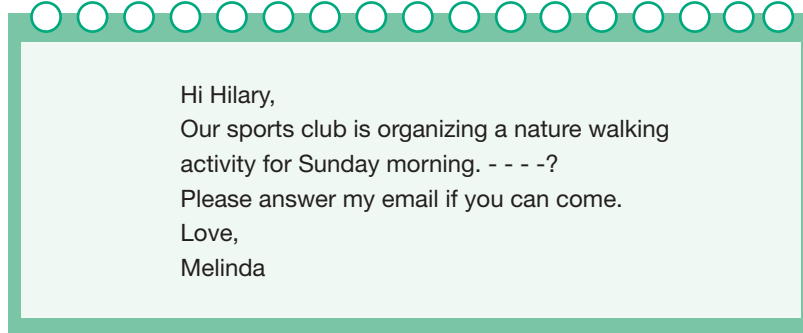 Hi Hilary,
Our sports club is organizing a nature walking
activity for Sunday morning. - - - -?
Please answer my email if you can come.
Love,
Melinda